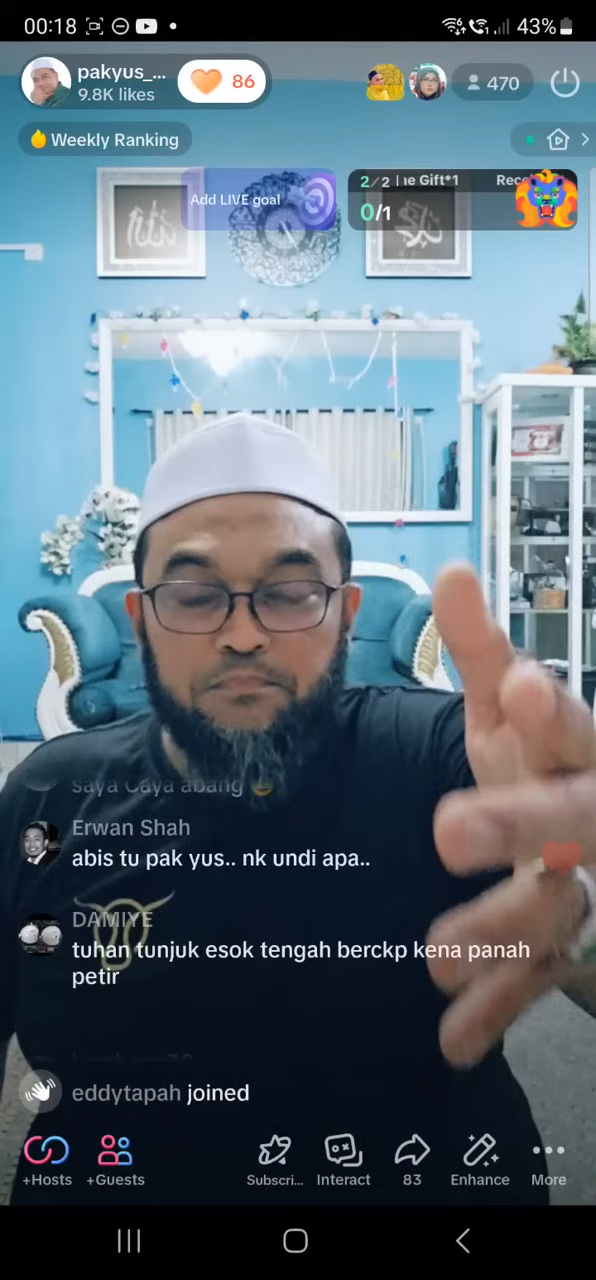 00:18
43%
pakyus_...
9.8K likes
86
470
Weekly Ranking
Add LIVE goal
2/2
Gift*1
0/1
saya Caya abang
Erwan Shah
abis tu pak yus.. nk undi apa..
DAMIYE
tuhan tunjuk esok tengah berckp kena panah
petir
eddytapah joined
+Hosts
+Guests
Subscri...
Interact
83
Enhance
More